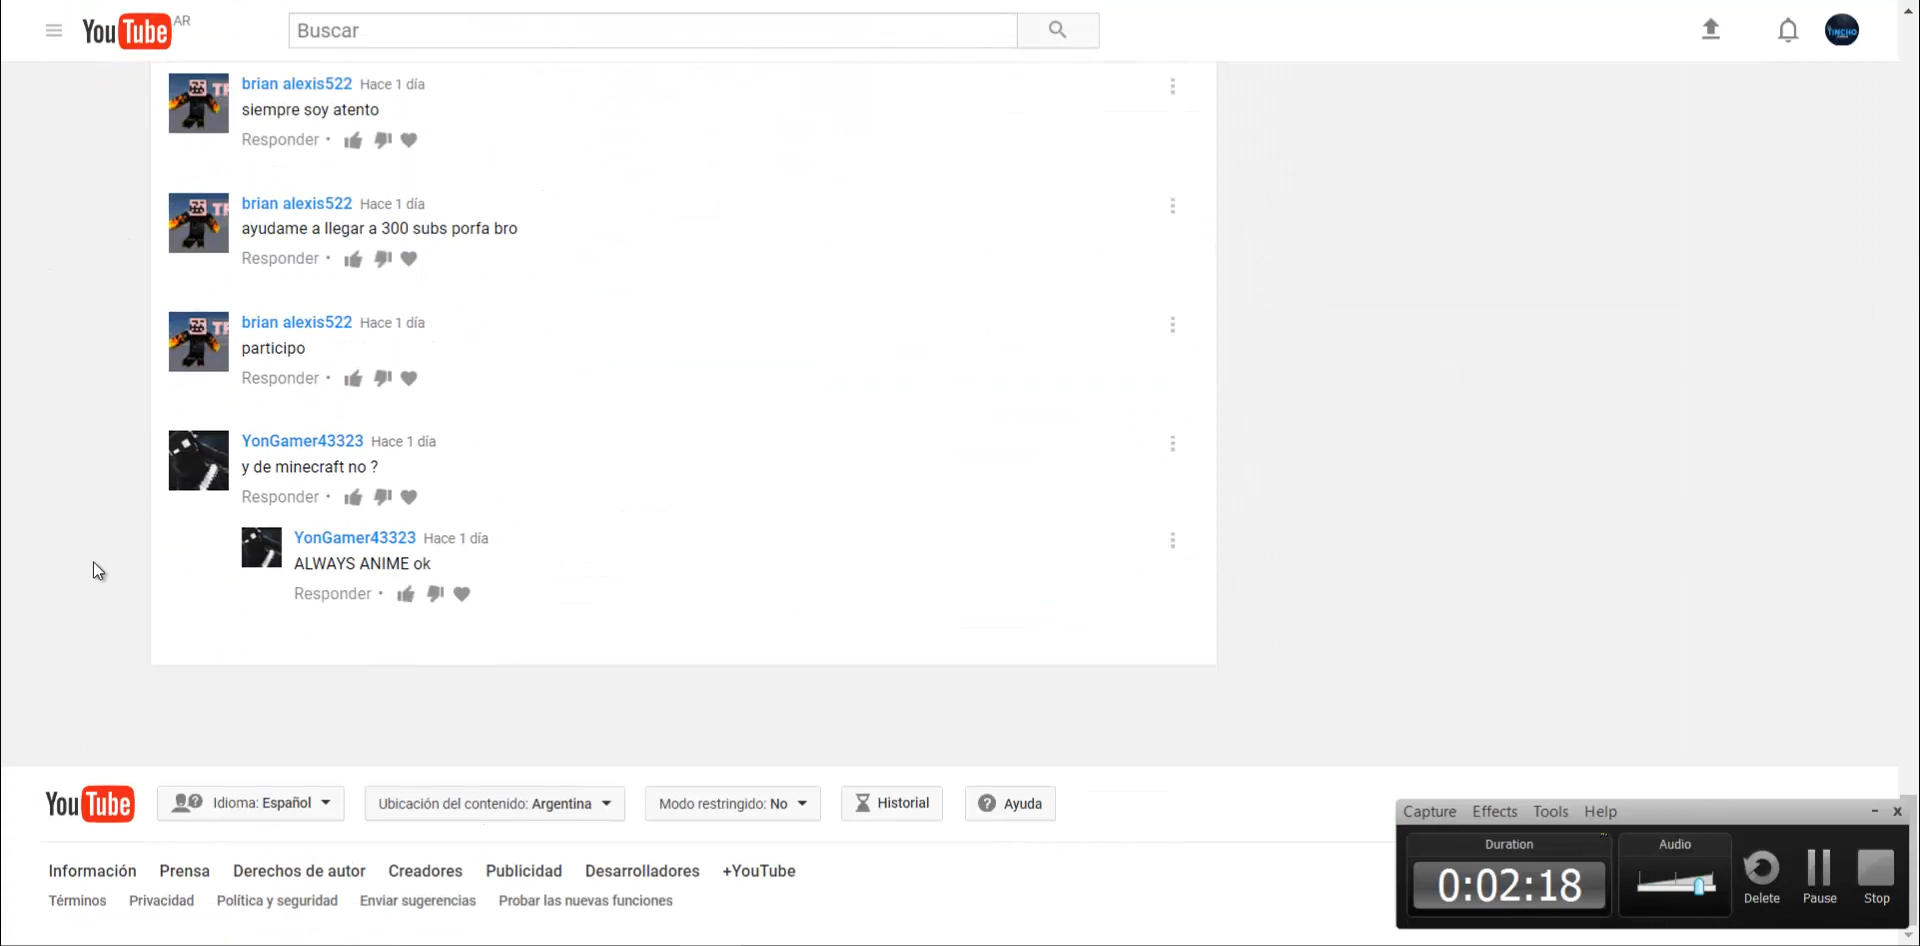 YouTube AR
Buscar
TINCHO
brian alexis522 Hace 1 día
siempre soy atento
Responder •
brian alexis522 Hace 1 día
ayudame a llegar a 300 subs porfa bro
Responder •
brian alexis522 Hace 1 día
participo
Responder •
YonGamer43323 Hace 1 día
y de minecraft no ?
Responder •
YonGamer43323 Hace 1 día
ALWAYS ANIME ok
Responder •
YouTube Idioma: Español Ubicación del contenido: Argentina Modo restringido: No Historial Ayuda
Información Prensa Derechos de autor Creadores Publicidad Desarrolladores +YouTube
Términos Privacidad Política y seguridad Enviar sugerencias Probar las nuevas funciones
Capture Effects Tools Help
Duration Audio
0:02:18
Delete Pause Stop